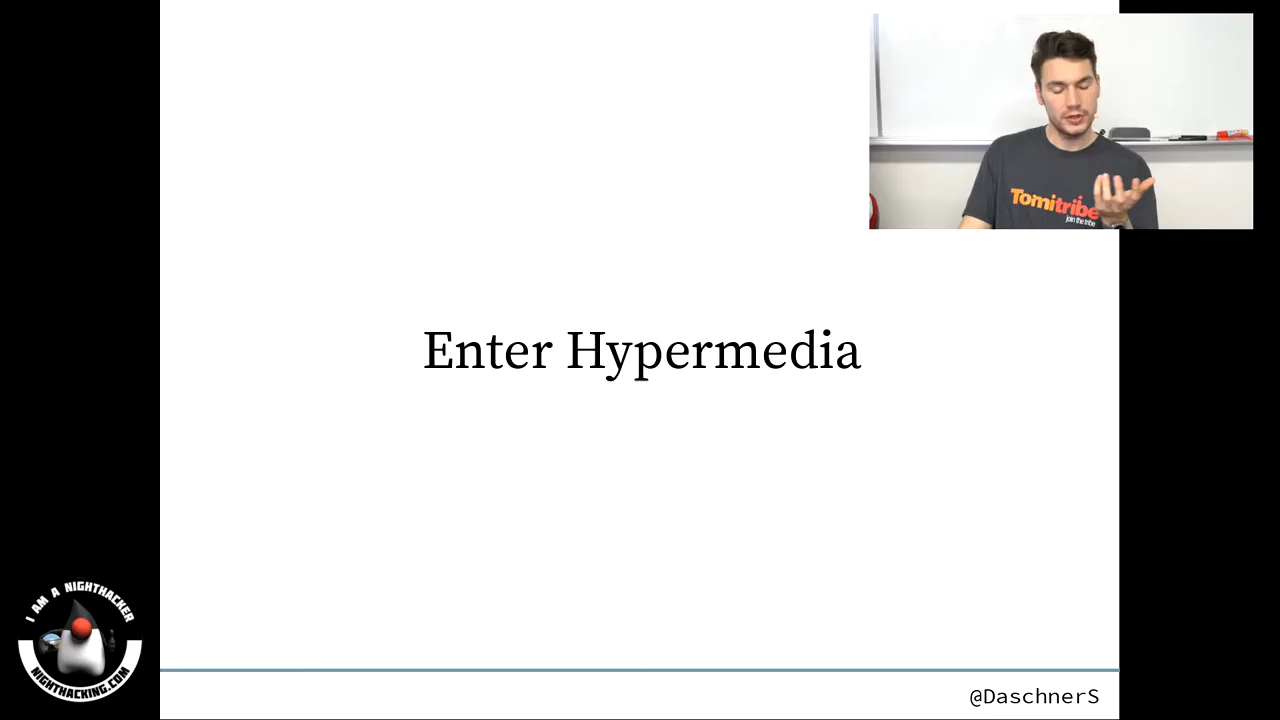 Tomitribe
join the tribe
Enter Hypermedia
I AM A NIGHTHACKER
NIGHTHACKING.COM
@DaschnerS